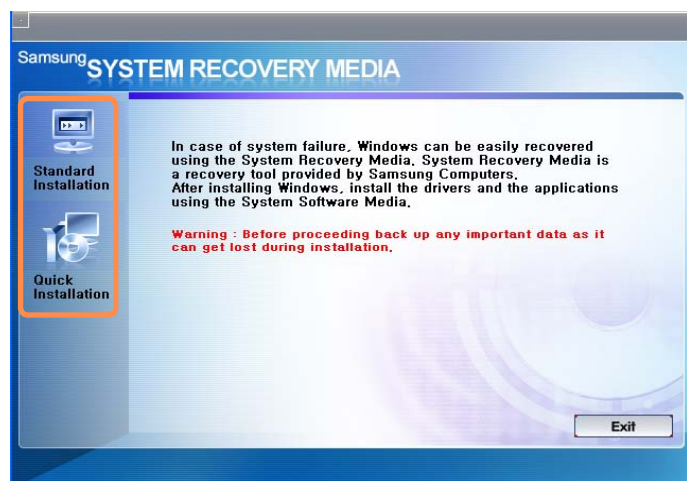 Samsung SYSTEM RECOVERY MEDIA
Standard
Installation
Quick
Installation
In case of system failure, Windows can be easily recovered
using the System Recovery Media. System Recovery Media is
a recovery tool provided by Samsung Computers.
After installing Windows, install the drivers and the applications
using the System Software Media.
Warning : Before proceeding back up any important data as it
can get lost during installation.
Exit